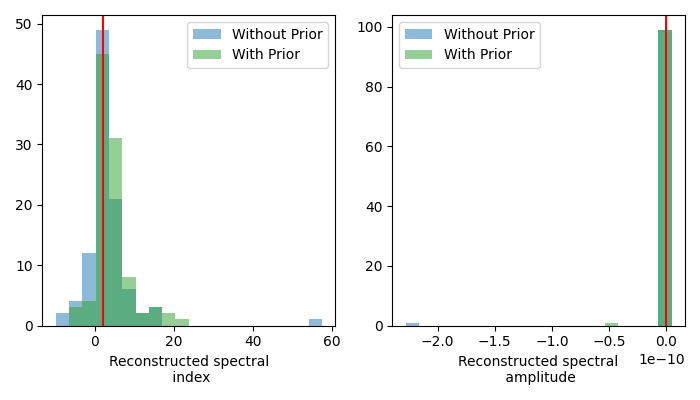 50
40
30
20
10
0
0
20
40
60
Without Prior
With Prior
Reconstructed spectral
index
100
80
60
40
20
0
−2.0
−1.5
−1.0
−0.5
0.0
1e−10
Without Prior
With Prior
Reconstructed spectral
amplitude